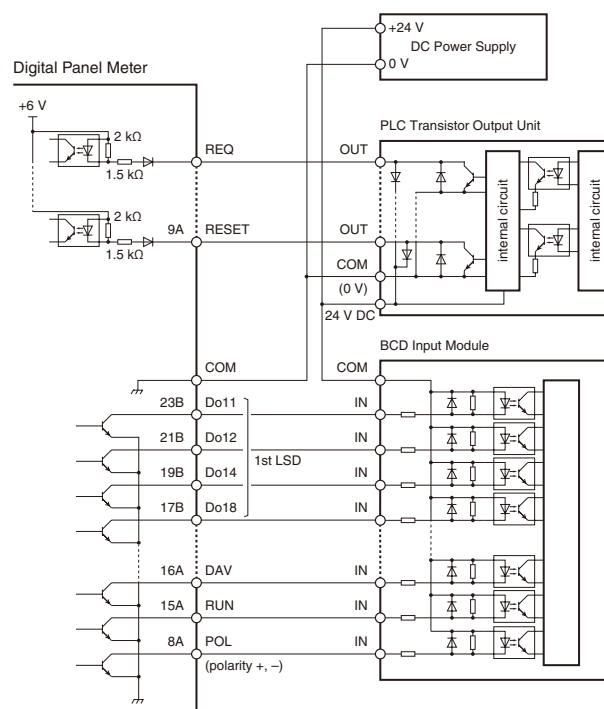 +24 V
DC Power Supply
0 V
Digital Panel Meter
+6 V
2 kΩ
1.5 kΩ
REQ
PLC Transistor Output Unit
OUT
internal circuit
internal circuit
2 kΩ
1.5 kΩ
9A RESET
OUT
COM
(0 V)
24 V DC
BCD Input Module
COM
COM
23B Do11 IN
21B Do12 IN
1st LSD
19B Do14 IN
17B Do18 IN
16A DAV IN
15A RUN IN
8A POL IN
(polarity +, –)